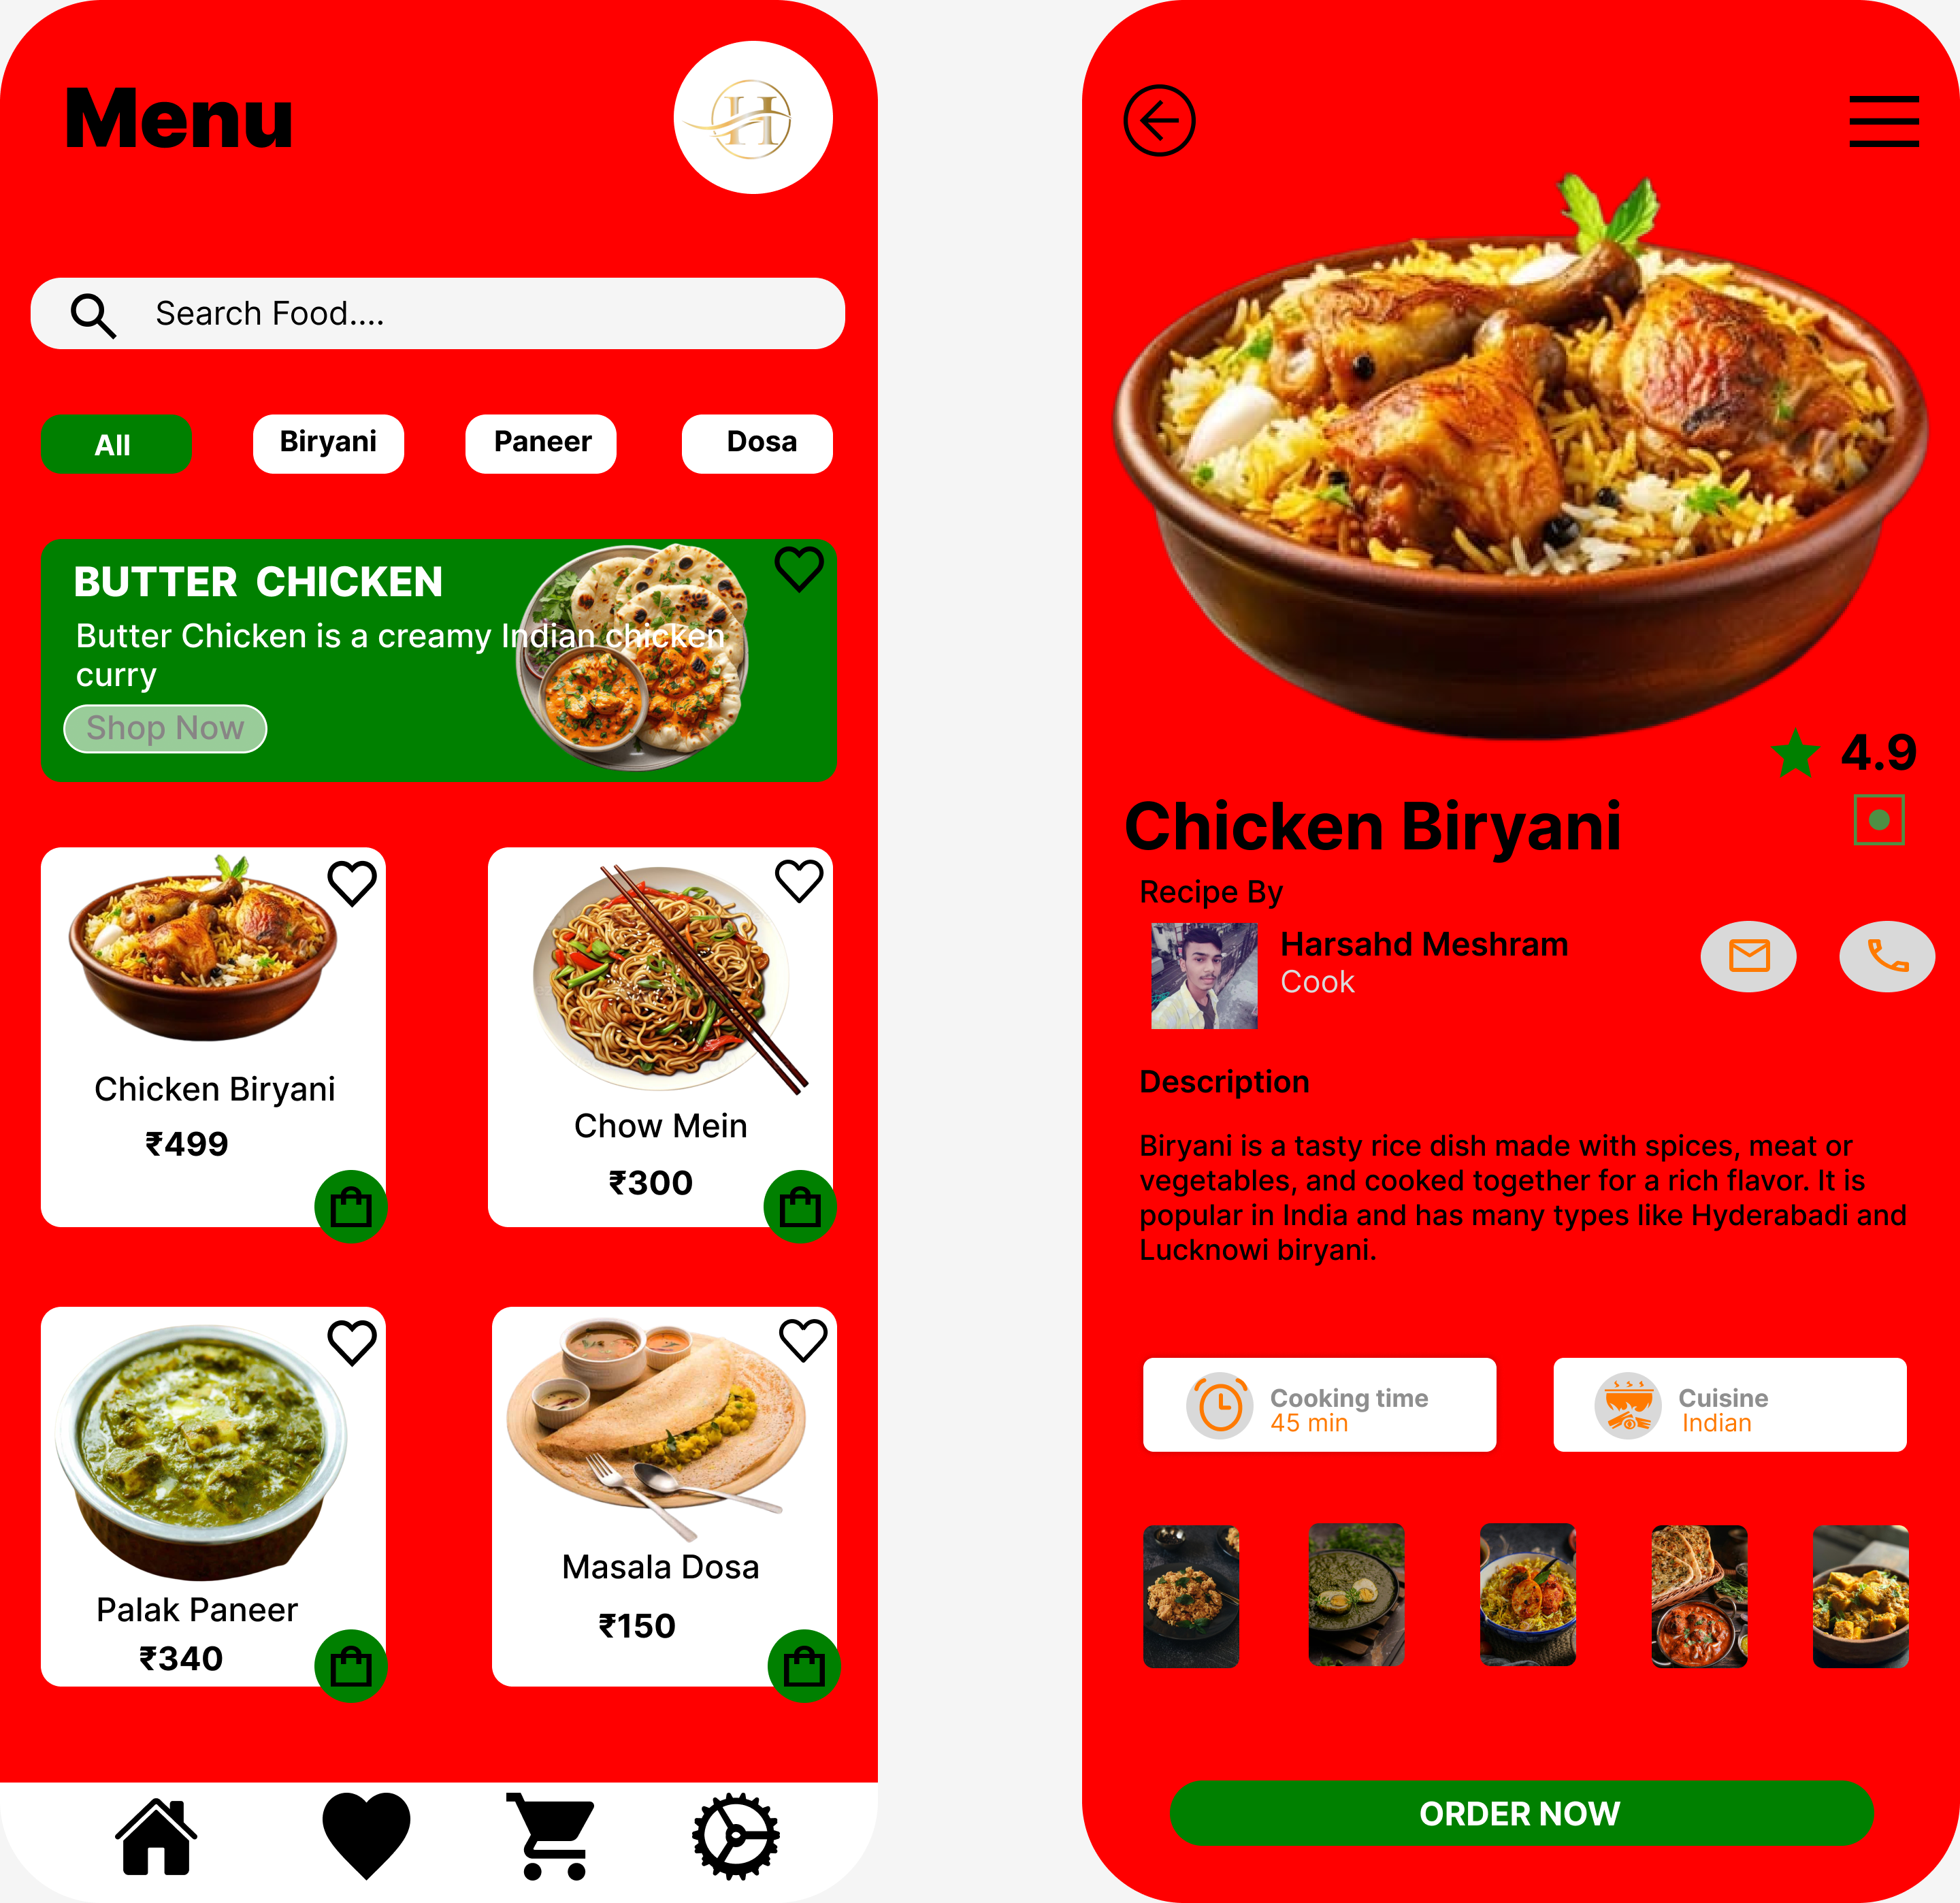 Menu
H
Search Food....
All
Biryani
Paneer
Dosa
BUTTER CHICKEN
Butter Chicken is a creamy Indian chicken
curry
Shop Now
Chicken Biryani
₹499
Chow Mein
₹300
Palak Paneer
₹340
Masala Dosa
₹150
4.9
Chicken Biryani
Recipe By
Harsahd Meshram
Cook
Description
Biryani is a tasty rice dish made with spices, meat or
vegetables, and cooked together for a rich flavor. It is
popular in India and has many types like Hyderabadi and
Lucknowi biryani.
Cooking time
45 min
Cuisine
Indian
ORDER NOW